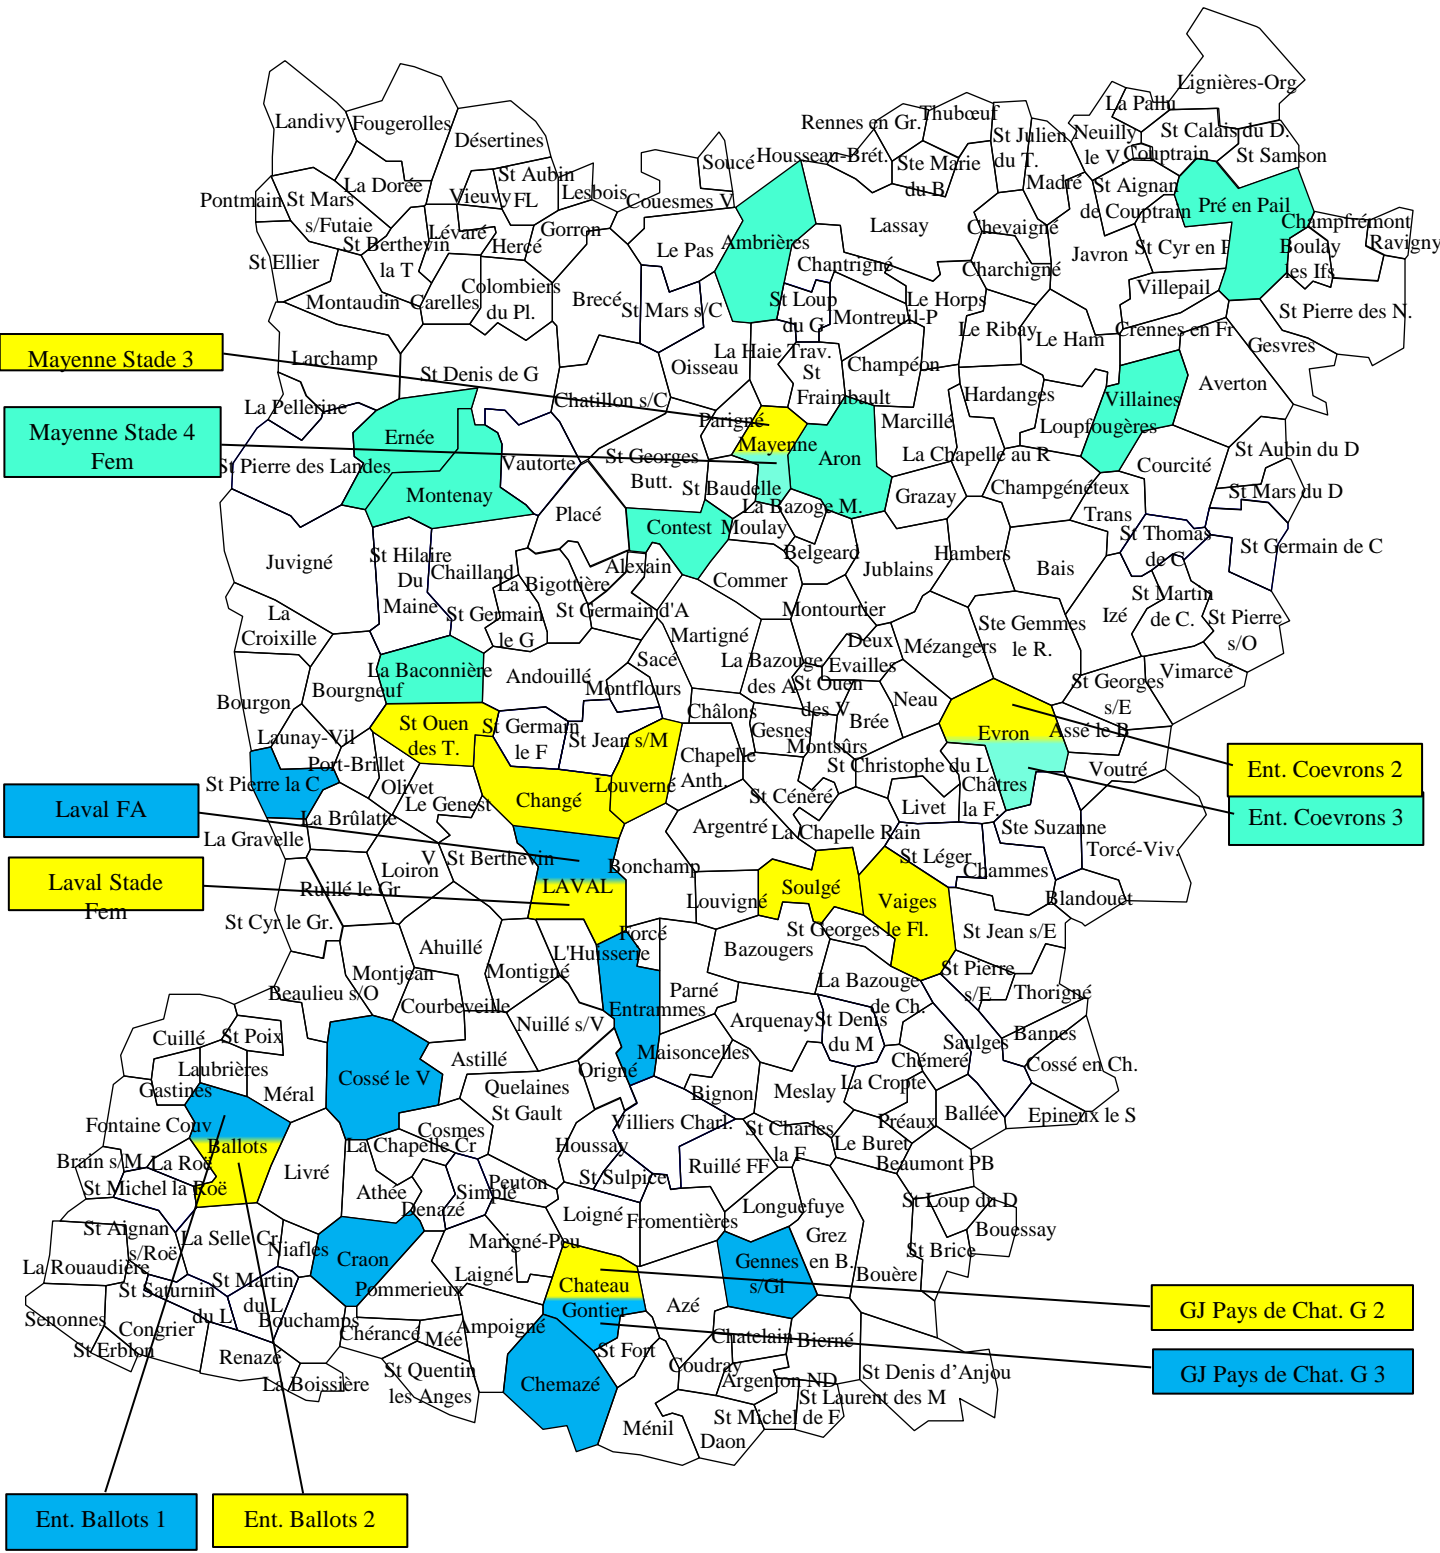 Lignières-Org
La Pallu
Landivy
Fougerolles
Désertines
Rennes en Gr.
Thubœuf
St Julien
du T.
Neuilly
le V.
St Calais du D.
Couptrain
St Samson
Soucé
Housseau-Brét.
Ste Marie
du B
Madré
St Aignan
de Couptrain
Pré en Pail
Champfrémont
Ravigny
Boulay
les Ifs
Pontmain
St Mars
s/Futaie
La Dorée
Vieuvy
St Aubin
FL
Lesbois
Couesmes V
Lassay
Chevaigné
Javron
St Cyr en P
St Ellier
St Berthevin
la T
Lévaré
Hercé
Gorron
Le Pas
Ambrières
Chantrigné
Charchigné
Villepail
St Pierre des N.
Montaudin
Carelles
Colombiers
du Pl.
Brecé
St Mars s/C
St Loup
du G
Montreuil-P
Le Horps
Le Ribay
Le Ham
Crennes en Fr
Gesvres
Mayenne Stade 3
Larchamp
St Denis de G
Oisseau
La Haie Trav.
St
Fraimbault
Champéon
Hardanges
Villaines
Averton
La Pellerine
Chatillon s/C
Parigné
Marcillé
Loupfougères
Mayenne Stade 4
Fem
Ernée
Mayenne
Aron
La Chapelle au R
Courcité
St Aubin du D
St Pierre des Landes
Montenay
Vautorte
St Georges
Butt.
St Baudelle
La Bazoge M.
Grazay
Champgénéteux
Trans
St Mars du D
Placé
Contest
Moulay
Belgeard
St Thomas
de C
St Germain de C
Juvigné
St Hilaire
Du
Maine
Chailland
La Bigottière
Alexain
Commer
Jublains
Hambers
Bais
Izé
St Martin
de C.
St Pierre
s/O
La
Croixille
St Germain
le G
St Germain d'A
Martigné
Montourtier
Deux
Evailles
Mézangers
Ste Gemmes
le R.
Vimarcé
Bourgon
Bourgneuf
La Baconnière
Andouillé
Sacé
Montflours
La Bazouge
des A
St Ouen
des V
Neau
St Georges
s/E
Launay-Vil
St Ouen
des T.
St Germain
le F
St Jean s/M
Châlons
Gesnes
Montsûrs
Brée
Evron
Assé le B
Voutré
Ent. Coevrons 2
St Pierre la C
Port-Brillet
Olivet
Le Genest
Changé
Louverné
Chapelle
Anth.
St Christophe du L
Châtres
la F.
Laval FA
La Brûlatte
St Cénéré
Livet
Ent. Coevrons 3
La Gravelle
Loiron
V
St Berthevin
Bonchamp
Argentré
La Chapelle Rain
St Léger
Ste Suzanne
Torcé-Viv.
Laval Stade
Fem
Ruillé le Gr
LAVAL
Louvigné
Soulgé
Vaiges
Chammes
Blandouet
St Cyr le Gr.
Ahuillé
L'Huisserie
Forcé
Bazougers
St Georges le Fl.
St Jean s/E
Montjean
Montigné
St Pierre
s/E
Thorigné
Beaulieu s/O
Courbeveille
Nuillé s/V
Entrammes
Parné
La Bazouge
de Ch.
Cuillé
St Poix
Arquenay
St Denis
du M
Saulges
Bannes
Laubrières
Gastines
Méral
Cossé le V
Astillé
Origné
Maisoncelles
Chémeré
Cossé en Ch.
Quelaines
St Gault
Bignon
Meslay
La Cropte
Fontaine Couv
Ballots
Cosmes
Houssay
Villiers Charl.
St Charles
la F
Préaux
Ballée
Epineux le S
Brain s/M
La Roë
St Michel la Roë
Livré
La Chapelle Cr
St Sulpice
Ruillé FF
Le Buret
Beaumont PB
Athée
Denazé
Simplé
Peuton
Longuefuye
St Loup du D
Bouessay
St Aignan
s/Roë
La Selle Cr
Niafles
Craon
Marigné-Peu
Loigné
Fromentières
Grez
en B.
St Brice
La Rouaudière
St Saturnin
du L
St Martin
du L
Pommerieux
Laigné
Chateau
Gontier
Gennes
s/Gl
Bouère
GJ Pays de Chat. G 2
Senonnes
St Erblon
Congrier
Bouchamps
Chérancé
Mée
Ampoigné
Azé
Chatelain
Bierné
Renazé
La Boissière
St Quentin
les Anges
Chemazé
St Fort
Coudray
Argenton ND
St Denis d’Anjou
GJ Pays de Chat. G 3
St Laurent des M
Ménil
St Michel de F
Daon
Ent. Ballots 1
Ent. Ballots 2